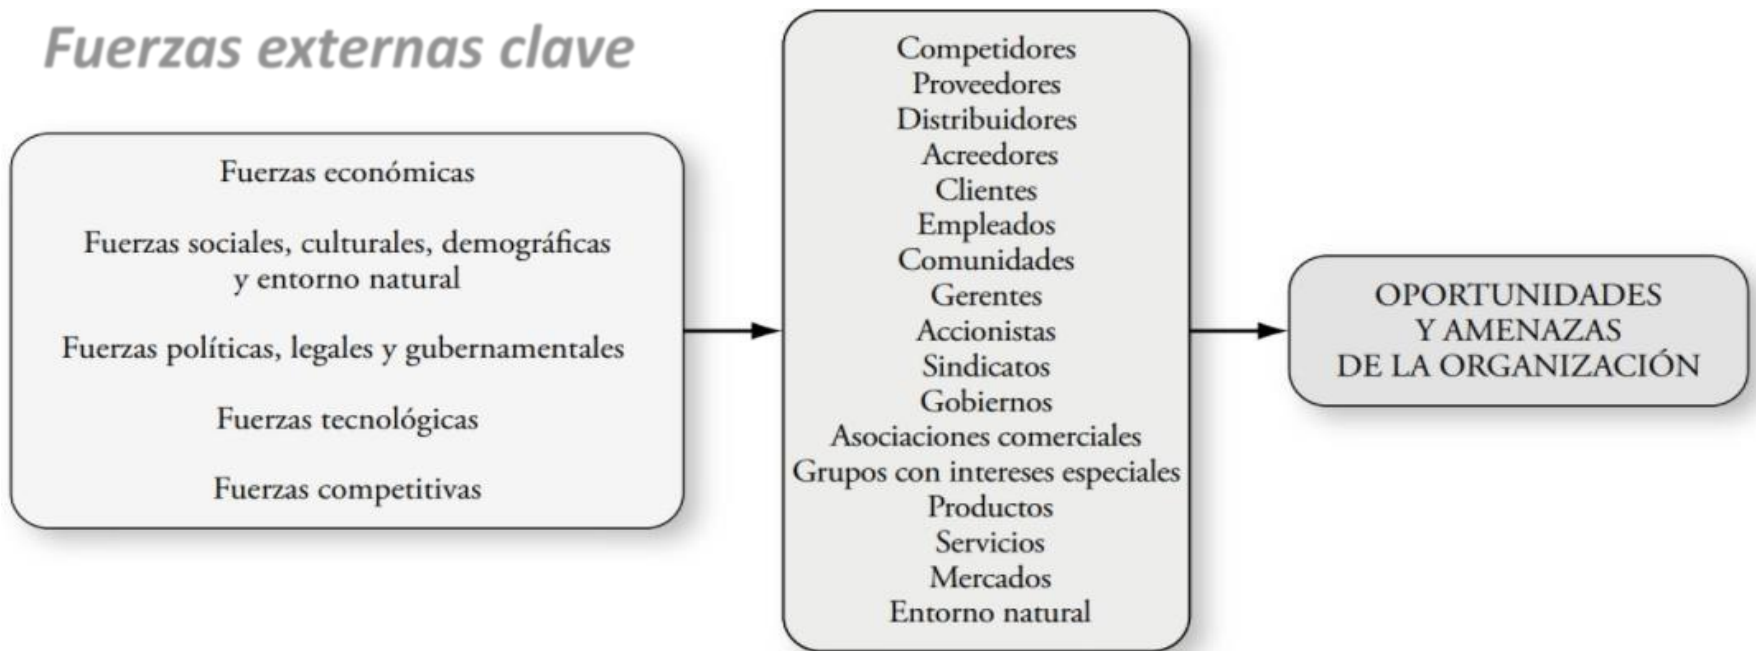 Fuerzas externas clave
Fuerzas económicas
Fuerzas sociales, culturales, demográficas
y entorno natural
Fuerzas políticas, legales y gubernamentales
Fuerzas tecnológicas
Fuerzas competitivas
Competidores
Proveedores
Distribuidores
Acreedores
Clientes
Empleados
Comunidades
Gerentes
Accionistas
Sindicatos
Gobiernos
Asociaciones comerciales
Grupos con intereses especiales
Productos
Servicios
Mercados
Entorno natural
OPORTUNIDADES
Y AMENAZAS
DE LA ORGANIZACIÓN